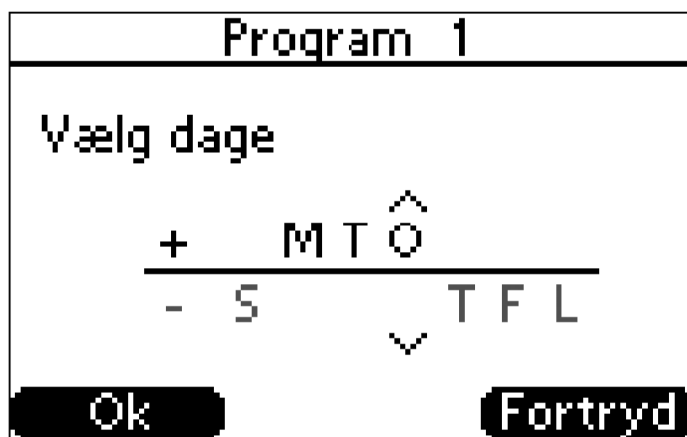 Program 1
Vælg dage
+ M T O
- S T F L
Ok Fortryd